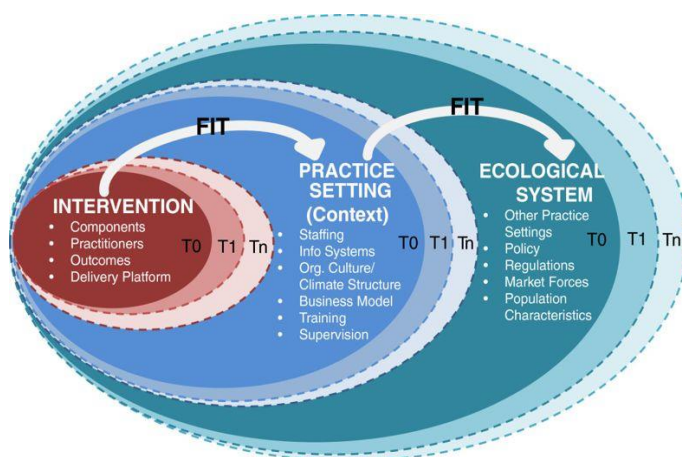 FIT
FIT
INTERVENTION
• Components
• Practitioners
• Outcomes
• Delivery Platform
T0
T1
Tn
PRACTICE
SETTING
(Context)
• Staffing
• Info Systems
• Org. Culture/
Climate Structure
• Business Model
• Training
• Supervision
T0
T1
Tn
ECOLOGICAL
SYSTEM
• Other Practice
Settings
• Policy
• Regulations
• Market Forces
• Population
Characteristics
T0
T1
Tn